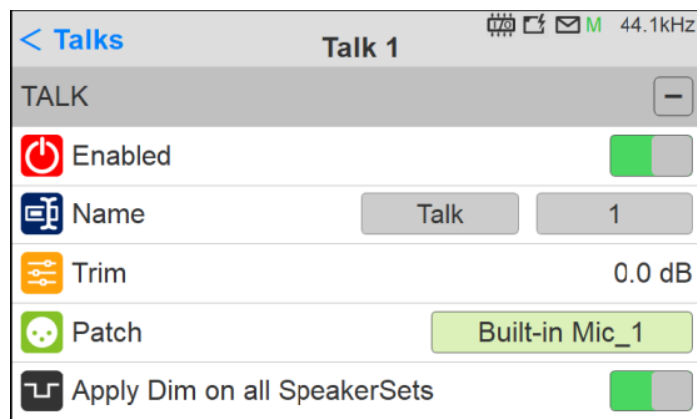 < Talks
Talk 1
I/O M 44.1kHz
TALK
Enabled
Name Talk 1
Trim 0.0 dB
Patch Built-in Mic_1
Apply Dim on all SpeakerSets